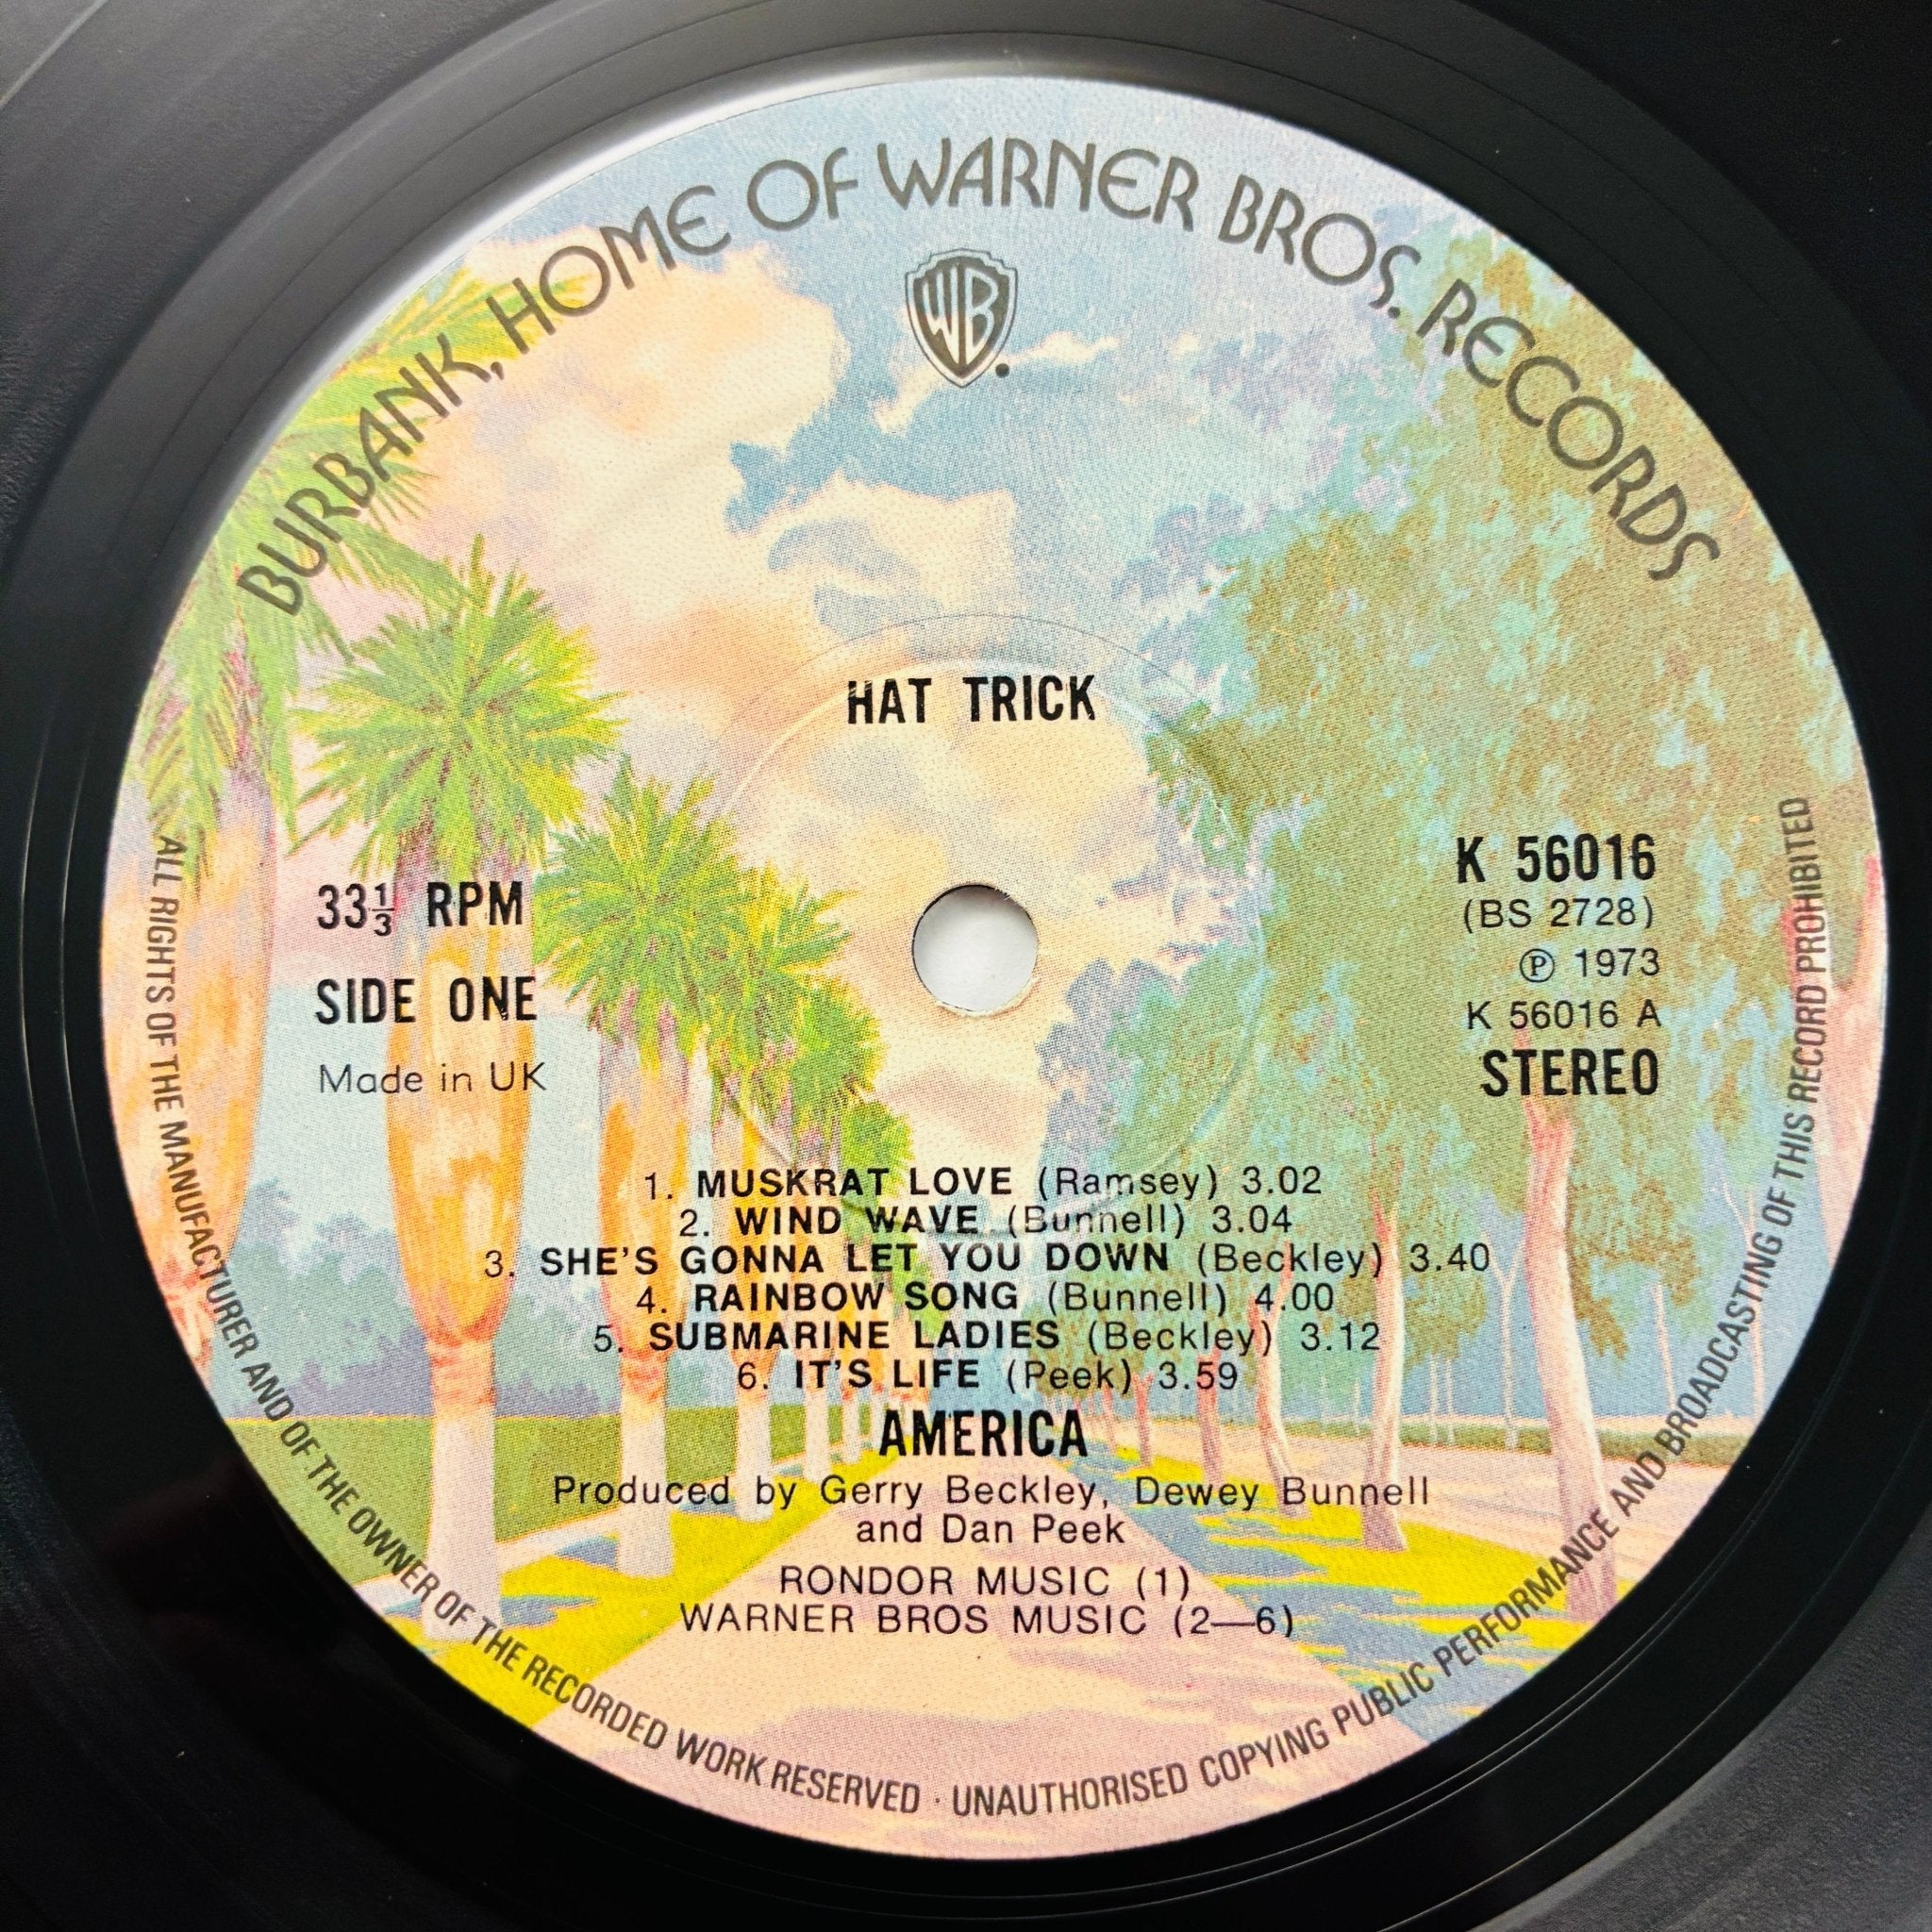 BURBANK, HOME OF WARNER BROS. RECORDS
WB
HAT TRICK
33⅓ RPM
SIDE ONE
Made in UK
K 56016
(BS 2728)
℗ 1973
K 56016 A
STEREO
1. MUSKRAT LOVE (Ramsey) 3.02
2. WIND WAVE (Bunnell) 3.04
3. SHE'S GONNA LET YOU DOWN (Beckley) 3.40
4. RAINBOW SONG (Bunnell) 4.00
5. SUBMARINE LADIES (Beckley) 3.12
6. IT'S LIFE (Peek) 3.59
AMERICA
Produced by Gerry Beckley, Dewey Bunnell
and Dan Peek
RONDOR MUSIC (1)
WARNER BROS MUSIC (2—6)
ALL RIGHTS OF THE MANUFACTURER AND OF THE OWNER OF THE RECORDED WORK RESERVED · UNAUTHORISED COPYING PUBLIC PERFORMANCE AND BROADCASTING OF THIS RECORD PROHIBITED